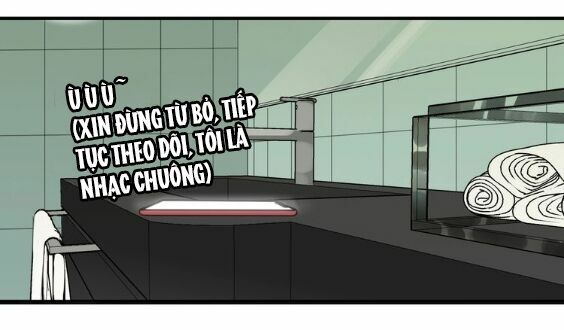 Ù Ù Ù~
(XIN ĐỪNG TỪ BỎ, TIẾP
TỤC THEO DÕI, TÔI LÀ
NHẠC CHUÔNG)